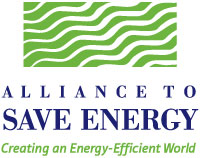 ALLIANCE TO
SAVE ENERGY
Creating an Energy-Efficient World